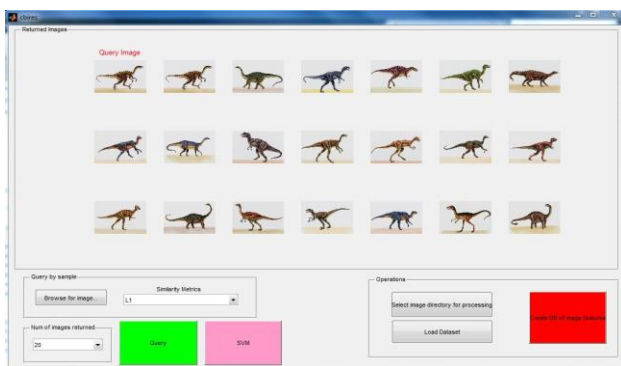 cbires
Returned Images
Query Image
Query by sample
Browse for image...
Similarity Metrics
L1
Num of images returned
20
Query
SVM
Operations
Select image directory for processing
Load Dataset
Create DB of image features